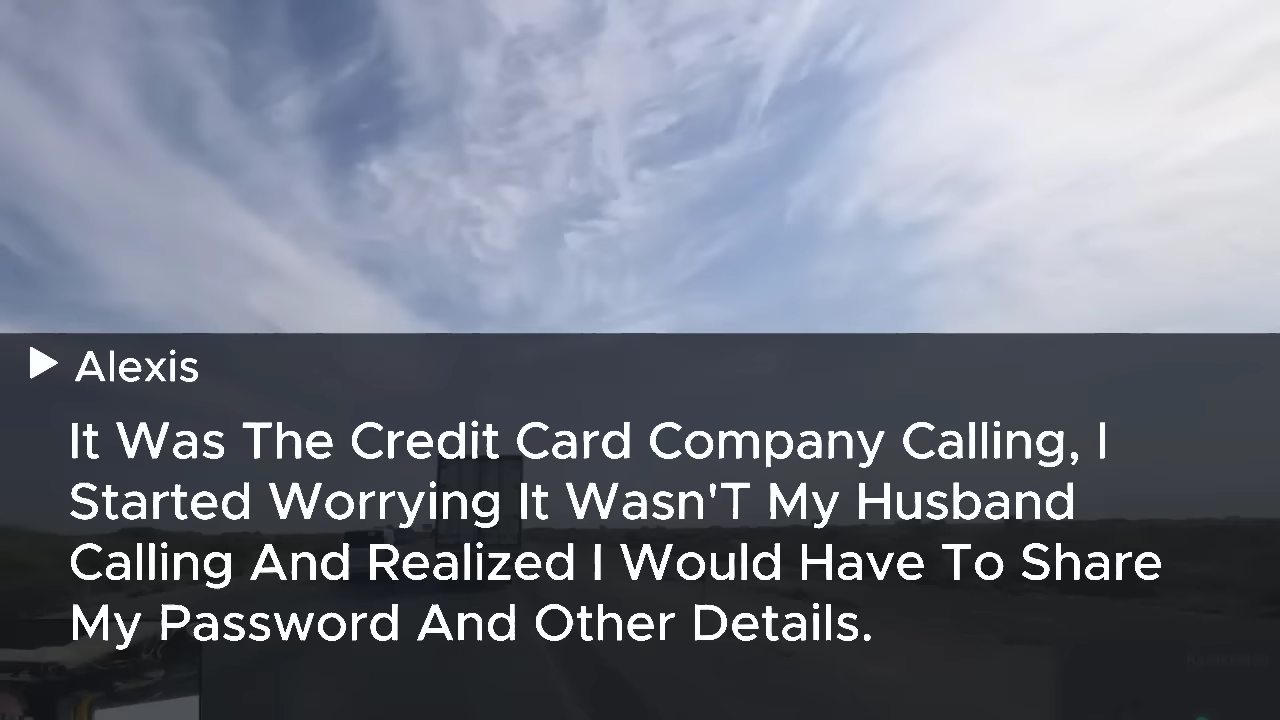 Alexis
It Was The Credit Card Company Calling, I
Started Worrying It Wasn'T My Husband
Calling And Realized I Would Have To Share
My Password And Other Details.